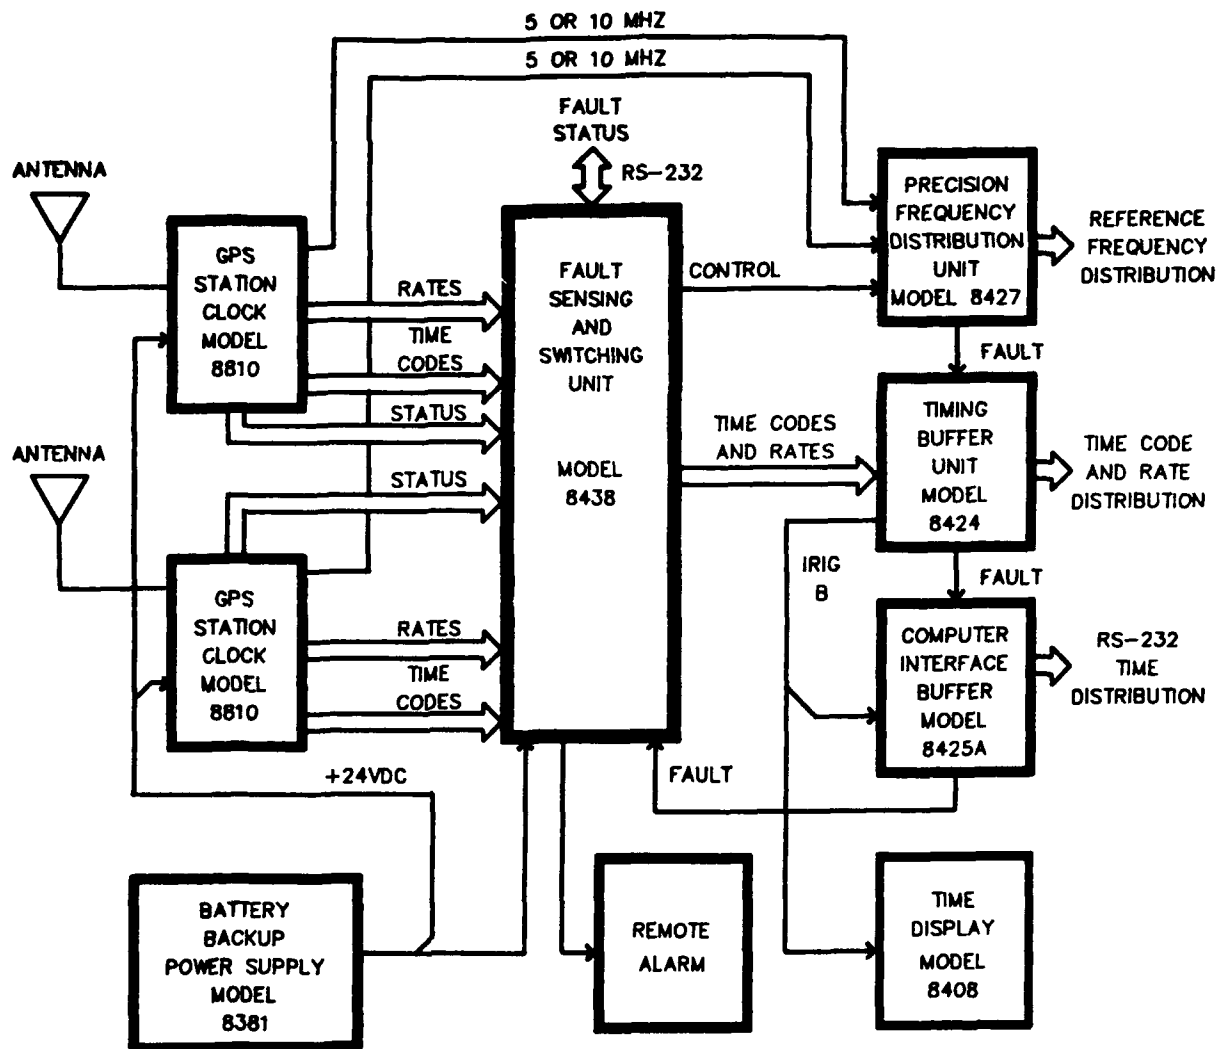 5 OR 10 MHZ
5 OR 10 MHZ
FAULT
STATUS
RS-232
ANTENNA
GPS
STATION
CLOCK
MODEL
8810
RATES
TIME
CODES
STATUS
ANTENNA
STATUS
GPS
STATION
CLOCK
MODEL
8810
RATES
TIME
CODES
+24VDC
FAULT
SENSING
AND
SWITCHING
UNIT
MODEL
8438
CONTROL
PRECISION
FREQUENCY
DISTRIBUTION
UNIT
MODEL 8427
REFERENCE
FREQUENCY
DISTRIBUTION
FAULT
TIME CODES
AND RATES
TIMING
BUFFER
UNIT
MODEL
8424
TIME CODE
AND RATE
DISTRIBUTION
IRIG
B
FAULT
COMPUTER
INTERFACE
BUFFER
MODEL
8425A
RS-232
TIME
DISTRIBUTION
FAULT
BATTERY
BACKUP
POWER SUPPLY
MODEL
8381
REMOTE
ALARM
TIME
DISPLAY
MODEL
8408